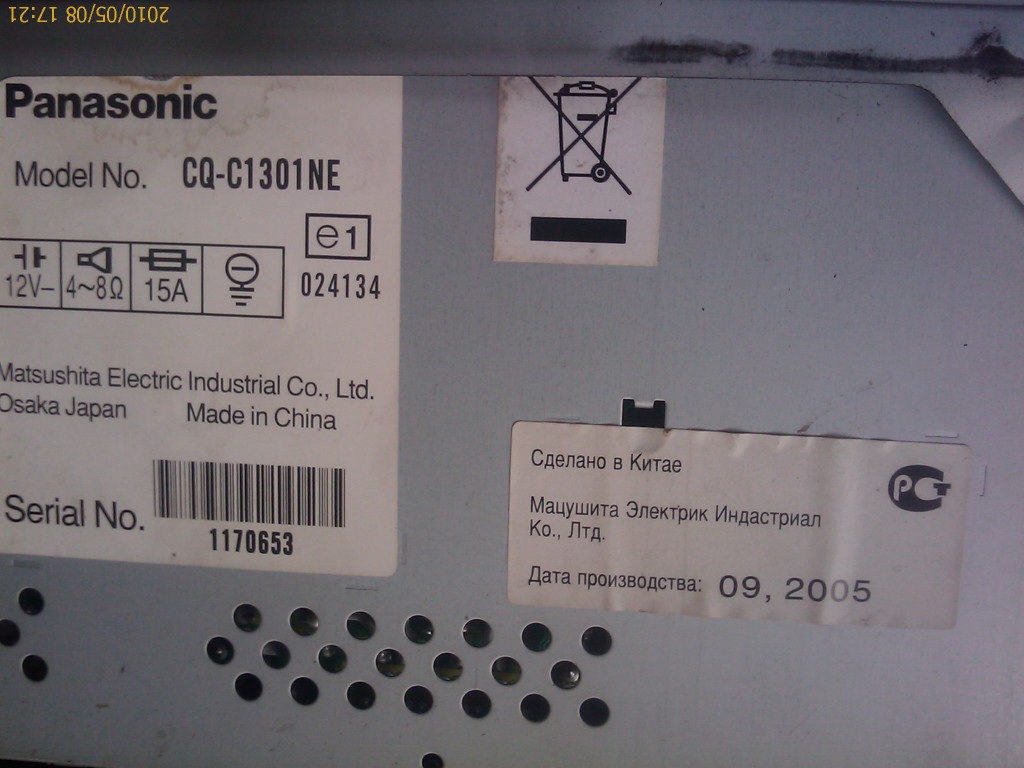 2010/05/08 17:21
Panasonic
Model No. CQ-C1301NE
e1
12V⎓ 4~8Ω 15A
024134
Matsushita Electric Industrial Co., Ltd.
Osaka Japan Made in China
Serial No.
1170653
Сделано в Китае
РСТ
Мацушита Электрик Индастриал
Ко., Лтд.
Дата производства: 09, 2005